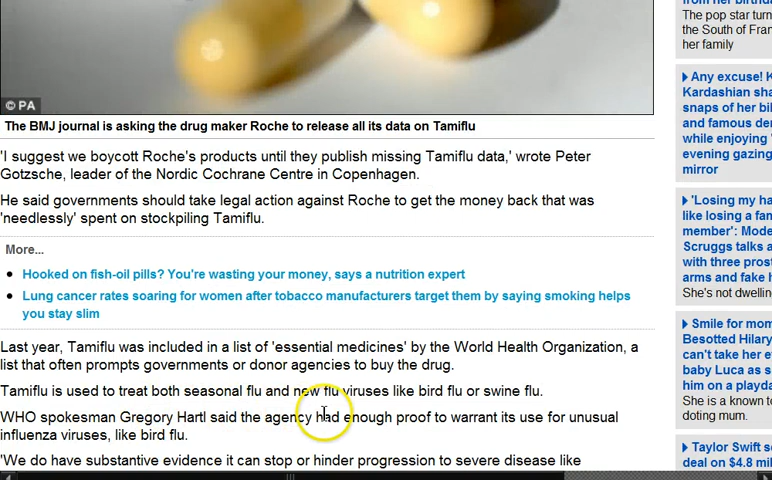 © PA
The BMJ journal is asking the drug maker Roche to release all its data on Tamiflu
'I suggest we boycott Roche's products until they publish missing Tamiflu data,' wrote Peter
Gotzsche, leader of the Nordic Cochrane Centre in Copenhagen.
He said governments should take legal action against Roche to get the money back that was
'needlessly' spent on stockpiling Tamiflu.
More...
Hooked on fish-oil pills? You're wasting your money, says a nutrition expert
Lung cancer rates soaring for women after tobacco manufacturers target them by saying smoking helps
you stay slim
Last year, Tamiflu was included in a list of 'essential medicines' by the World Health Organization, a
list that often prompts governments or donor agencies to buy the drug.
Tamiflu is used to treat both seasonal flu and new flu viruses like bird flu or swine flu.
WHO spokesman Gregory Hartl said the agency had enough proof to warrant its use for unusual
influenza viruses, like bird flu.
'We do have substantive evidence it can stop or hinder progression to severe disease like
from her birthd
The pop star turn
the South of Fran
her family
Any excuse! K
Kardashian sha
snaps of her bi
and famous de
while enjoying '
evening gazing
mirror
'Losing my ha
like losing a fam
member': Mode
Scruggs talks a
with three prost
arms and fake h
She's not dwellin
Smile for mom
Besotted Hilary
can't take her e
baby Luca as s
him on a playda
She is a known t
doting mum.
Taylor Swift s
deal on $4.8 mi